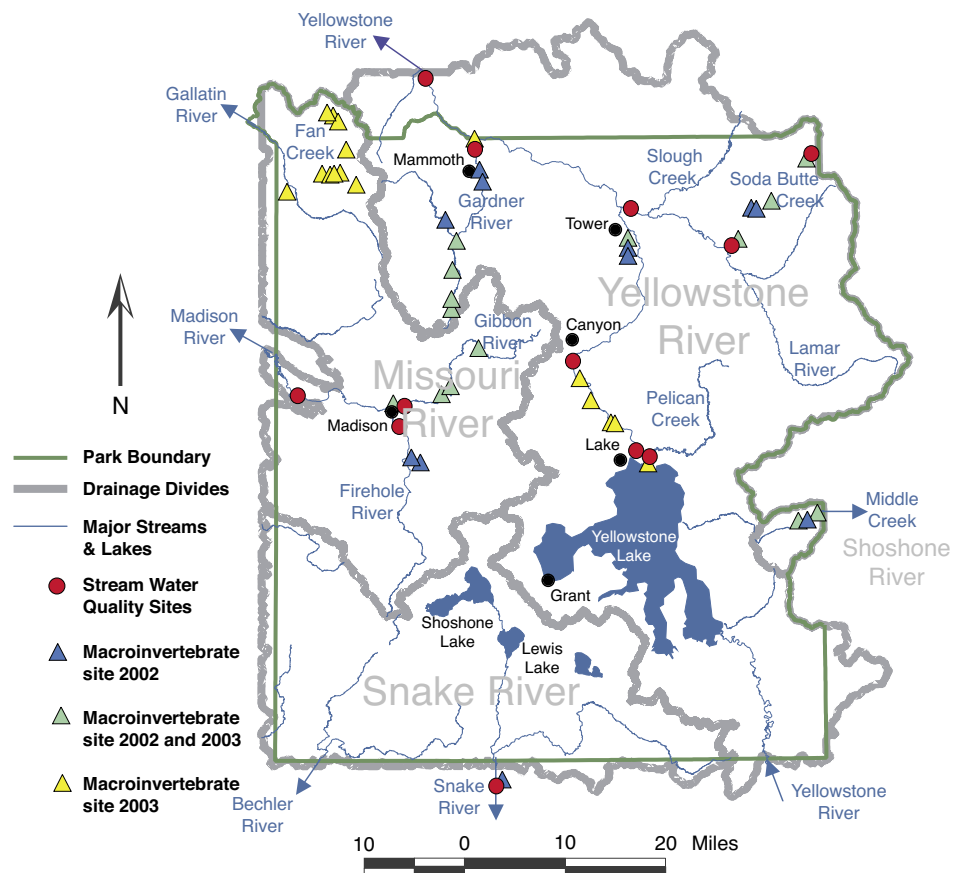 Yellowstone
River
Gallatin
River
Fan
Creek
Mammoth
Gardner
River
Slough
Creek
Soda Butte
Creek
Tower
Yellowstone
River
Madison
River
Gibbon
River
Canyon
Lamar
River
N
Missouri
River
Madison
Pelican
Creek
Lake
Firehole
River
Middle
Creek
Shoshone
River
Yellowstone
Lake
Grant
Shoshone
Lake
Lewis
Lake
Snake River
Bechler
River
Snake
River
Yellowstone
River
Park Boundary
Drainage Divides
Major Streams
& Lakes
Stream Water
Quality Sites
Macroinvertebrate
site 2002
Macroinvertebrate
site 2002 and 2003
Macroinvertebrate
site 2003
10 0 10 20 Miles